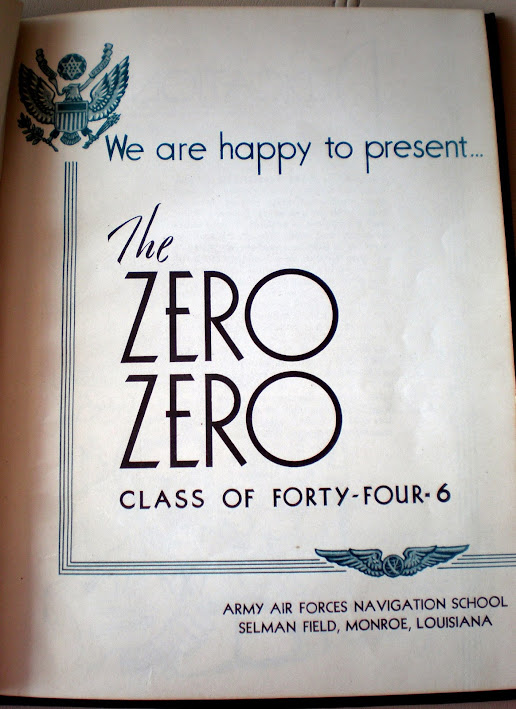 We are happy to present...
The
ZERO
ZERO
CLASS OF FORTY-FOUR-6
ARMY AIR FORCES NAVIGATION SCHOOL
SELMAN FIELD, MONROE, LOUISIANA